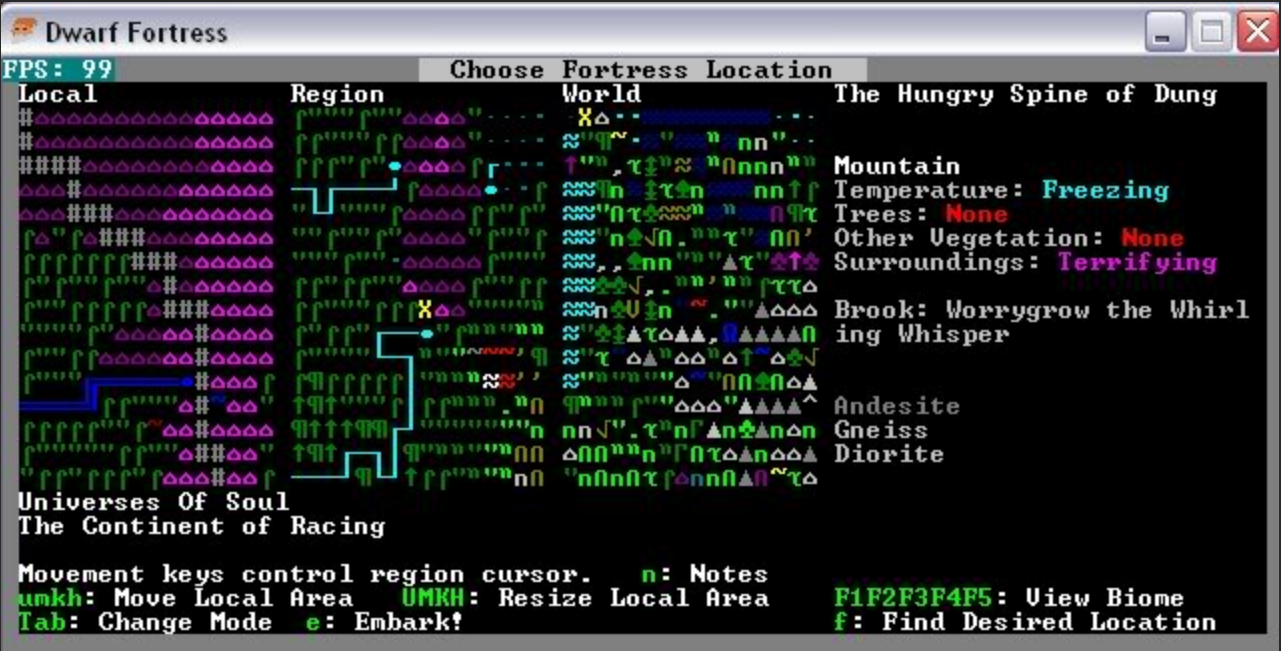 Dwarf Fortress
FPS: 99
Choose Fortress Location
Local
Region
World
The Hungry Spine of Dung
Mountain
Temperature: Freezing
Trees: None
Other Vegetation: None
Surroundings: Terrifying
Brook: Worrygrow the Whirl
ing Whisper
Andesite
Gneiss
Diorite
Universes Of Soul
The Continent of Racing
Movement keys control region cursor. n: Notes
umkh: Move Local Area UMKH: Resize Local Area
F1F2F3F4F5: View Biome
Tab: Change Mode e: Embark!
f: Find Desired Location